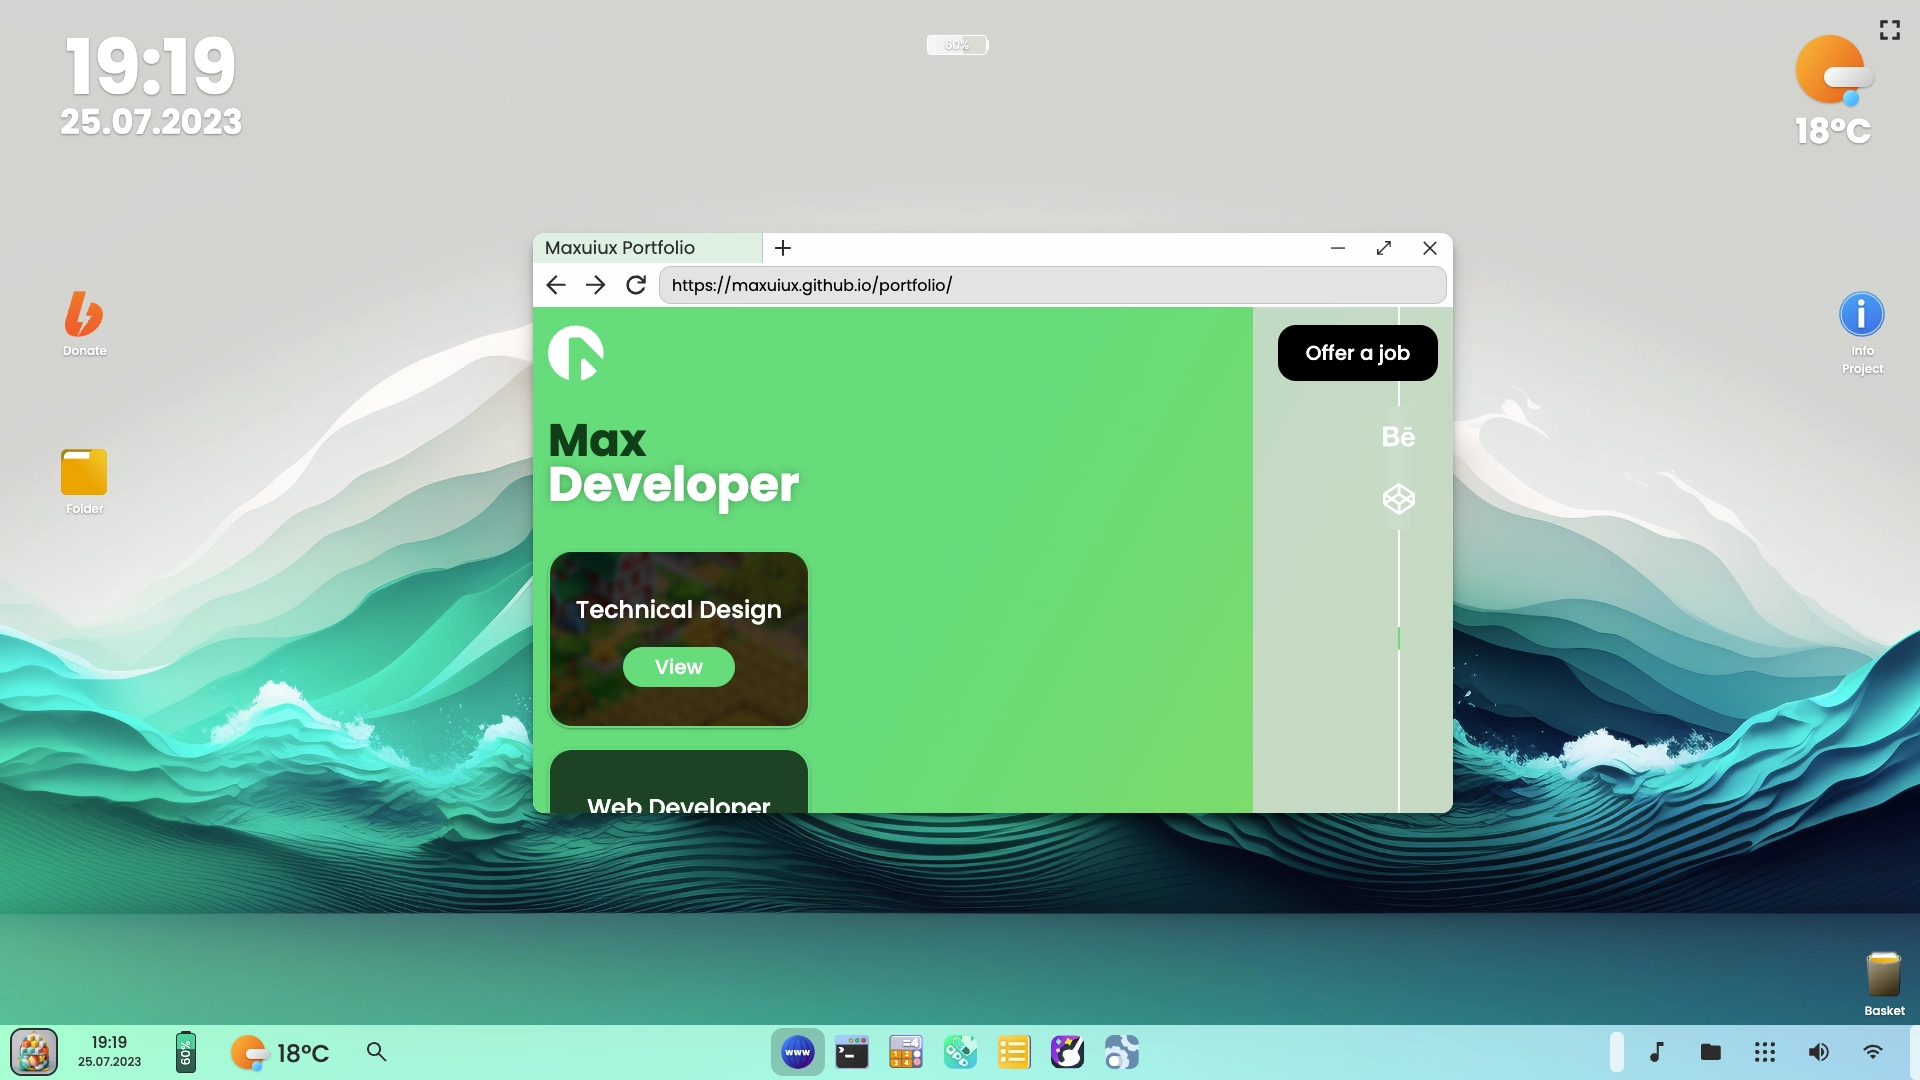 19:19
25.07.2023
60%
18°C
Donate
Folder
Info
Project
Basket
Maxuiux Portfolio
https://maxuiux.github.io/portfolio/
Offer a job
Max
Developer
Bē
Technical Design
View
Web Developer
19:19
25.07.2023
60%
18°C
www
=4